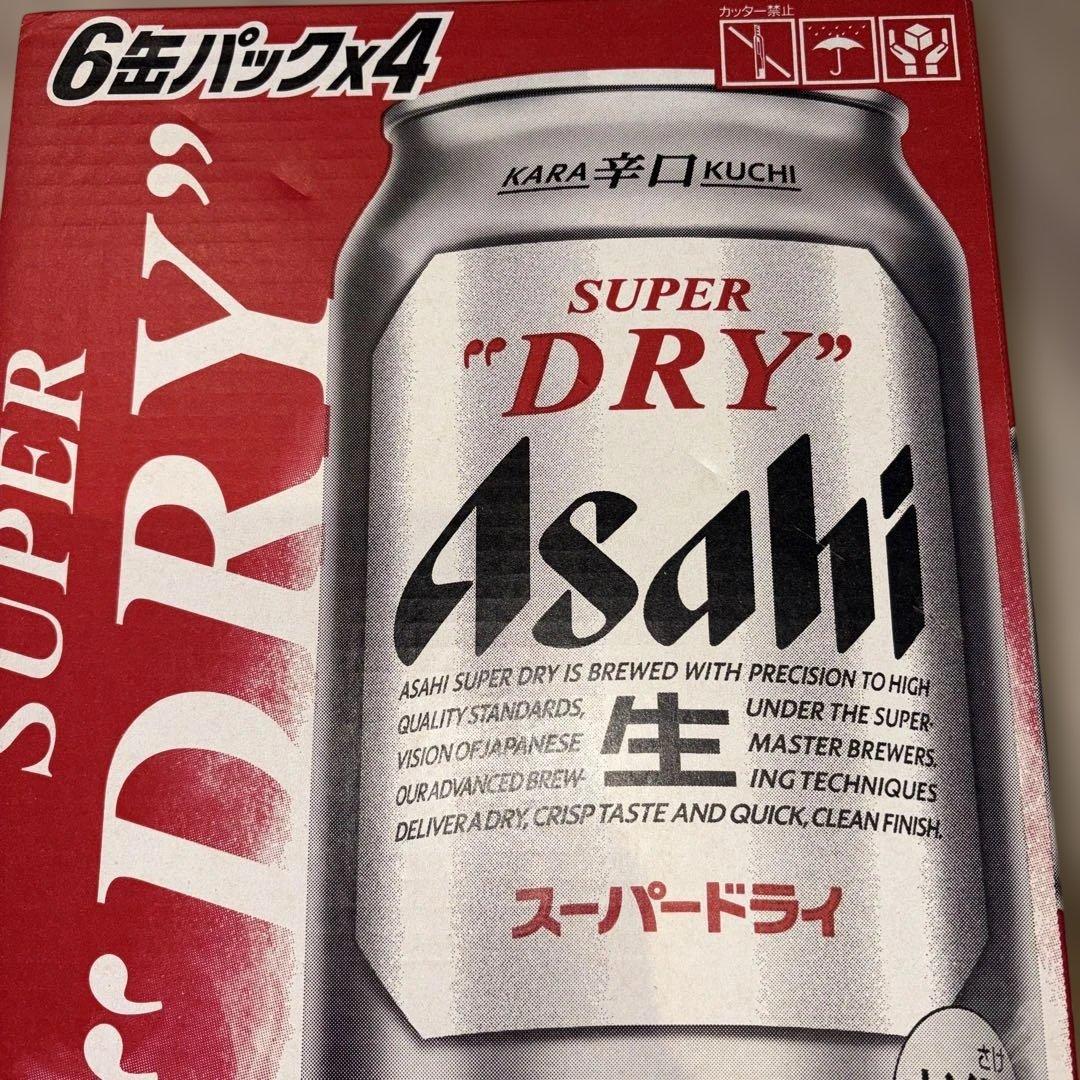 6缶パックx4
カッター禁止
KARA 辛口 KUCHI
SUPER
"DRY"
Asahi
ASAHI SUPER DRY IS BREWED WITH PRECISION TO HIGH
QUALITY STANDARDS, UNDER THE SUPER-
VISION OF JAPANESE MASTER BREWERS.
OUR ADVANCED BREW- ING TECHNIQUES
DELIVER A DRY, CRISP TASTE AND QUICK, CLEAN FINISH.
生
スーパードライ
さけ
SUPER
"DRY"